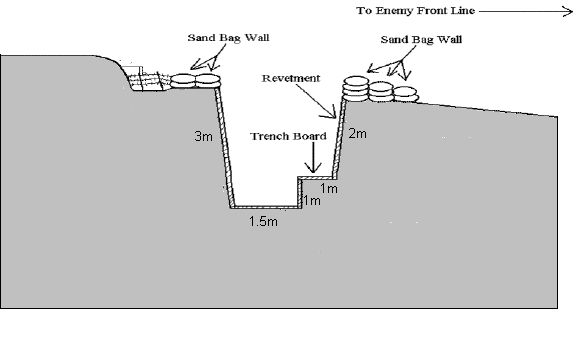 To Enemy Front Line
Sand Bag Wall
Sand Bag Wall
Revetment
3m
Trench Board
2m
1m
1m
1.5m